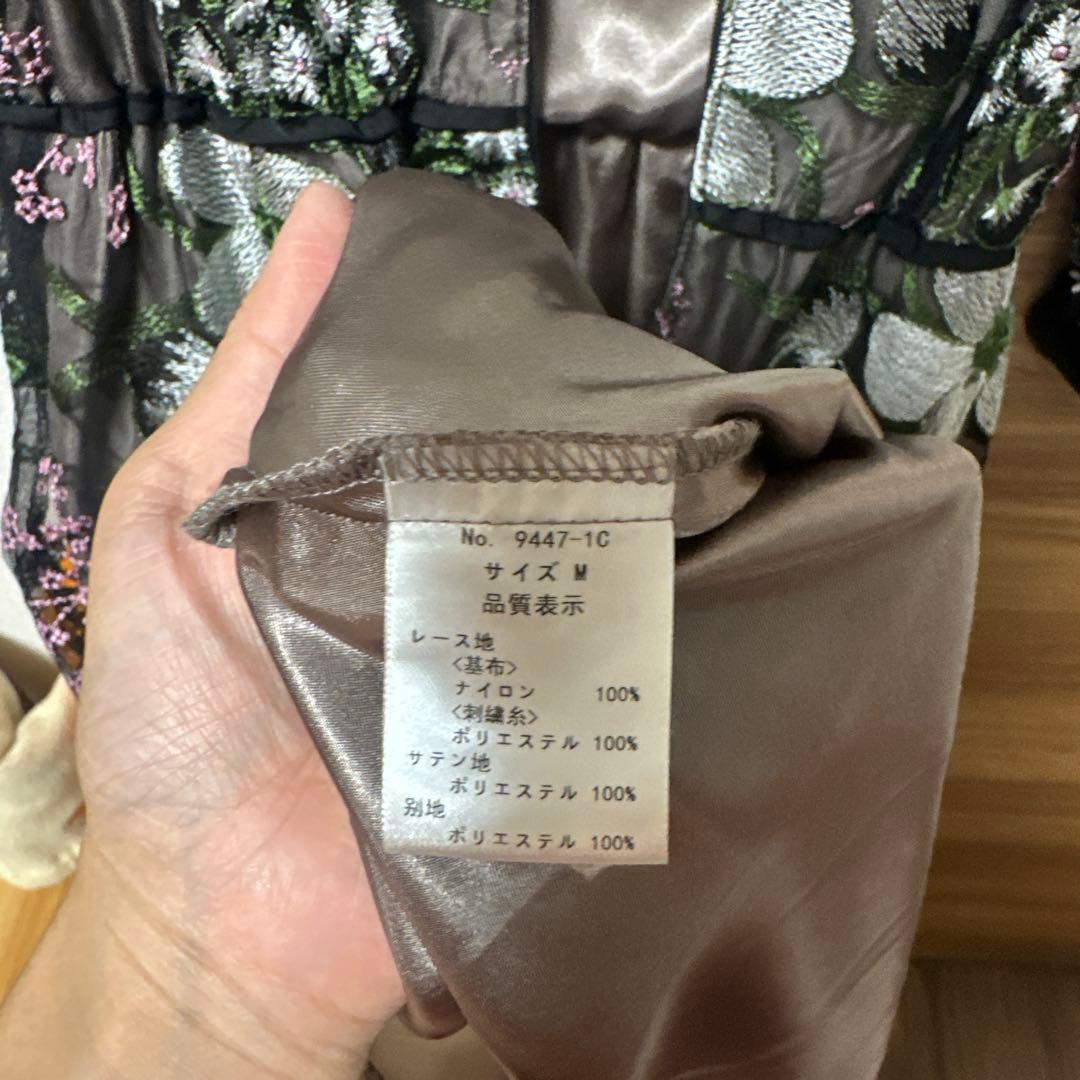 No. 9447-1C
サイズ M
品質表示
レース地
<基布>
ナイロン 100%
<刺繍糸>
ポリエステル 100%
サテン地
ポリエステル 100%
別地
ポリエステル 100%